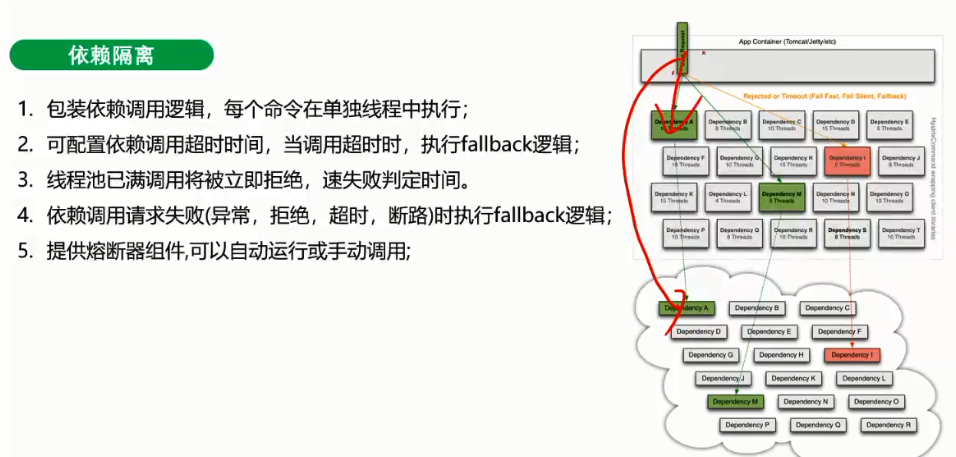 依赖隔离
1. 包装依赖调用逻辑，每个命令在单独线程中执行；
2. 可配置依赖调用超时时间，当调用超时时，执行fallback逻辑；
3. 线程池已满调用将被立即拒绝，速失败判定时间。
4. 依赖调用请求失败(异常，拒绝，超时，断路)时执行fallback逻辑；
5. 提供熔断器组件,可以自动运行或手动调用;
App Container (Tomcat/Jetty/etc)
Rejected or Timeout (Fail Fast, Fail Silent, Fallback)
Dependency A
10 Threads
Dependency B
8 Threads
Dependency C
10 Threads
Dependency D
15 Threads
Dependency E
5 Threads
Dependency F
Dependency G
10 Threads
Dependency H
10 Threads
Dependency I
5 Threads
Dependency J
8 Threads
Dependency K
15 Threads
Dependency L
4 Threads
Dependency M
5 Threads
Dependency N
10 Threads
Dependency O
10 Threads
Dependency P
10 Threads
Dependency Q
8 Threads
Dependency R
Dependency S
8 Threads
Dependency T
10 Threads
HystrixCommand wrapping client libraries
Dependency A
Dependency B
Dependency C
Dependency D
Dependency E
Dependency F
Dependency G
Dependency H
Dependency I
Dependency J
Dependency K
Dependency L
Dependency M
Dependency N
Dependency O
Dependency P
Dependency Q
Dependency R